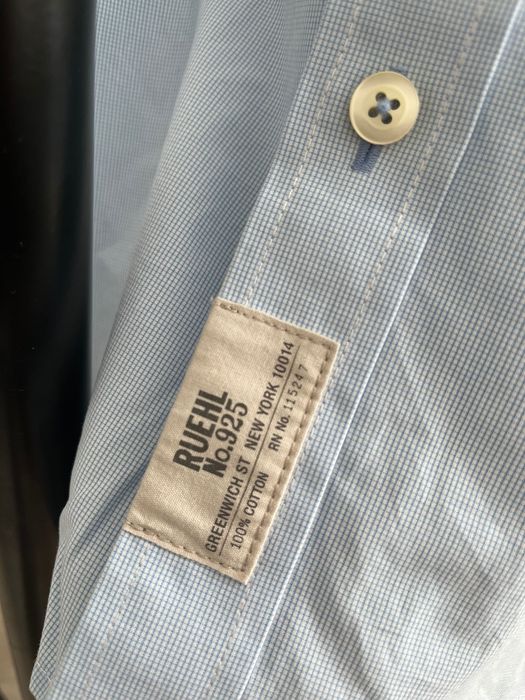 RUEHL
No.925
GREENWICH ST NEW YORK 10014
100% COTTON RN No. 115247